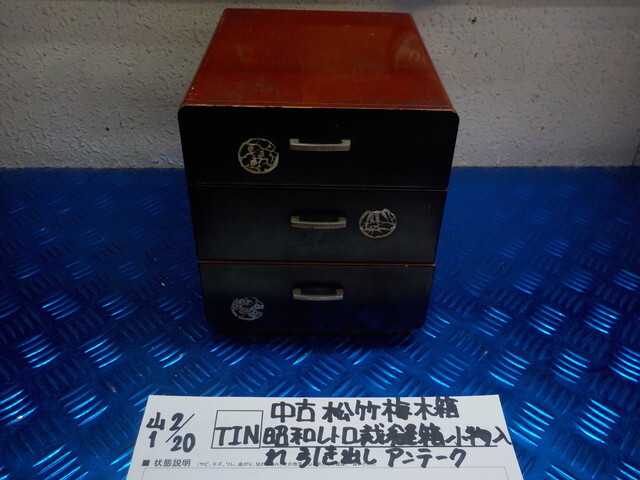 山 2/
1 20
TIN 中古 松竹梅木箱
昭和レトロ 裁縫箱 小物入
れ 引き出し アンテーク
■ 状態説明